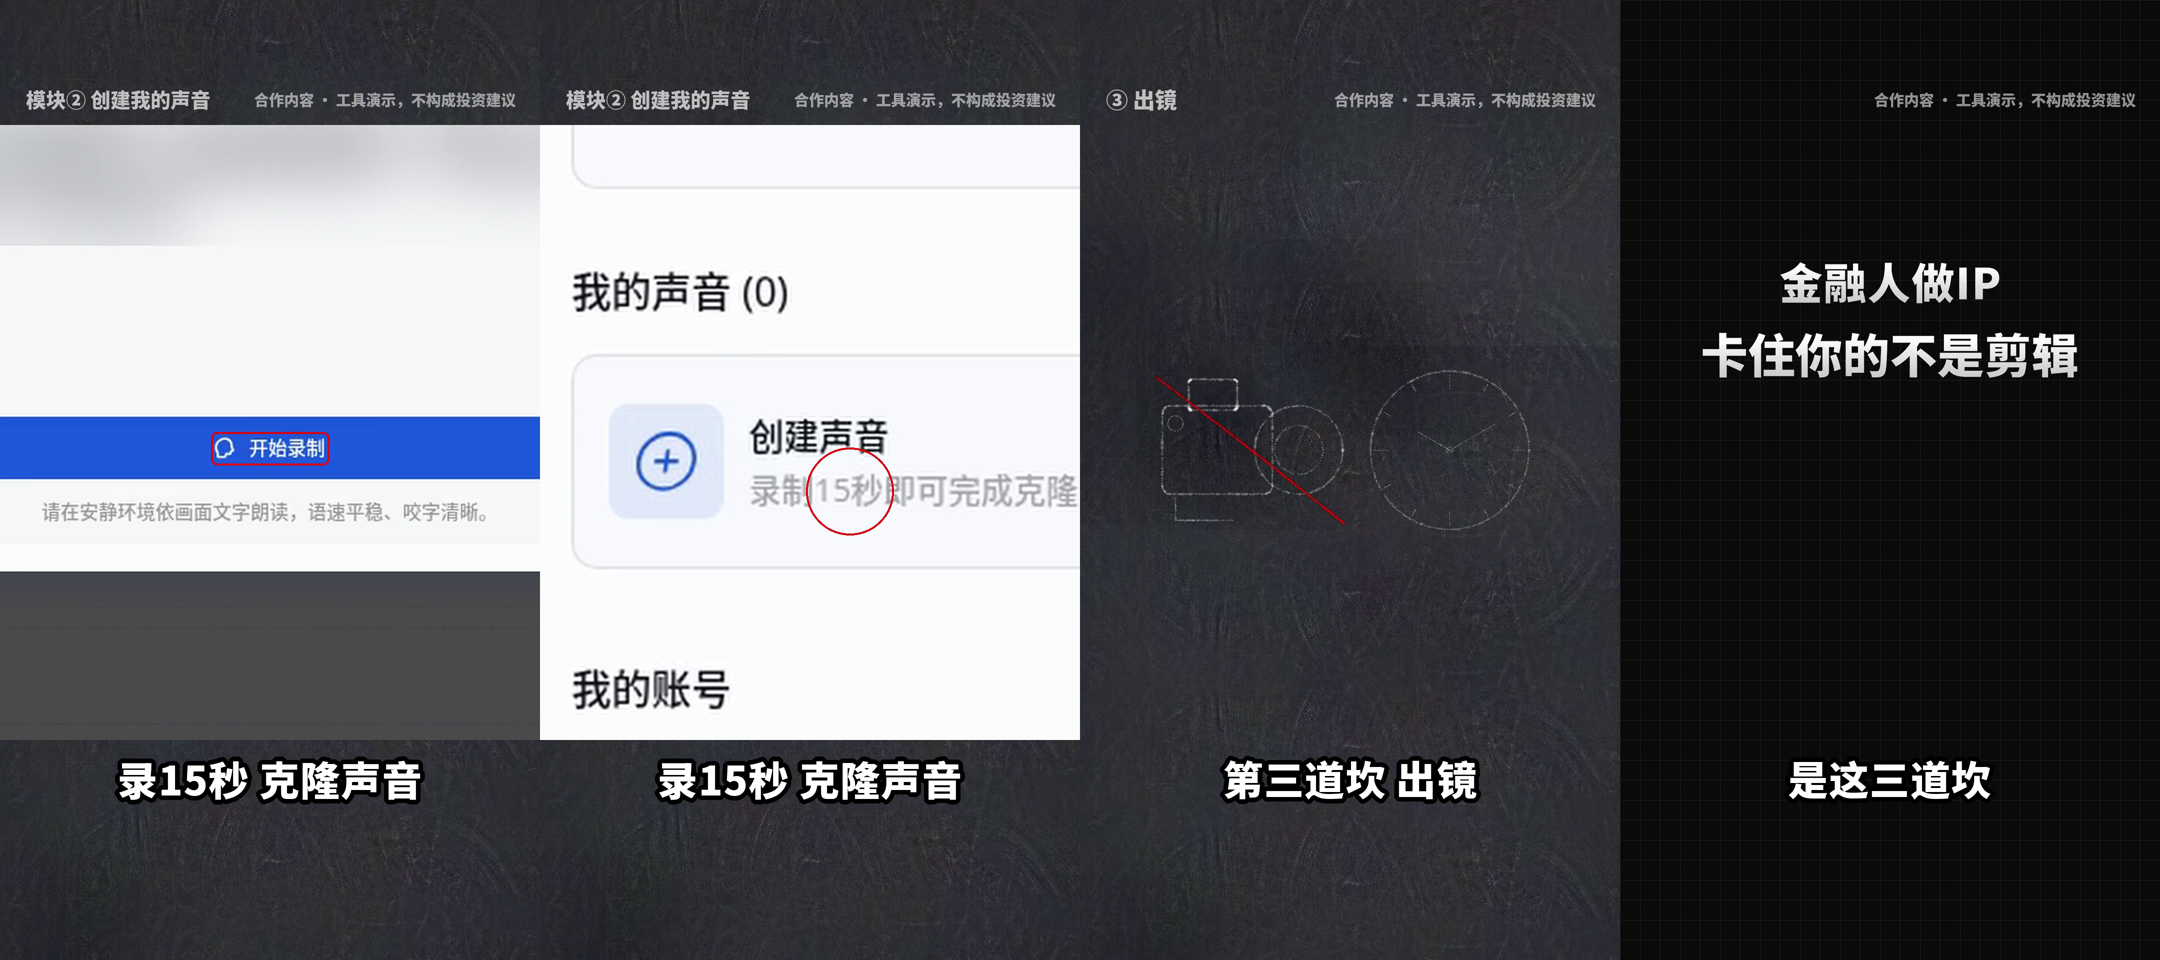 模块② 创建我的声音
合作内容 · 工具演示，不构成投资建议
开始录制
请在安静环境依画面文字朗读，语速平稳、咬字清晰。
录15秒 克隆声音
模块② 创建我的声音
合作内容 · 工具演示，不构成投资建议
我的声音 (0)
创建声音
录制15秒即可完成克隆
我的账号
录15秒 克隆声音
③ 出镜
合作内容 · 工具演示，不构成投资建议
第三道坎 出镜
合作内容 · 工具演示，不构成投资建议
金融人做IP
卡住你的不是剪辑
是这三道坎